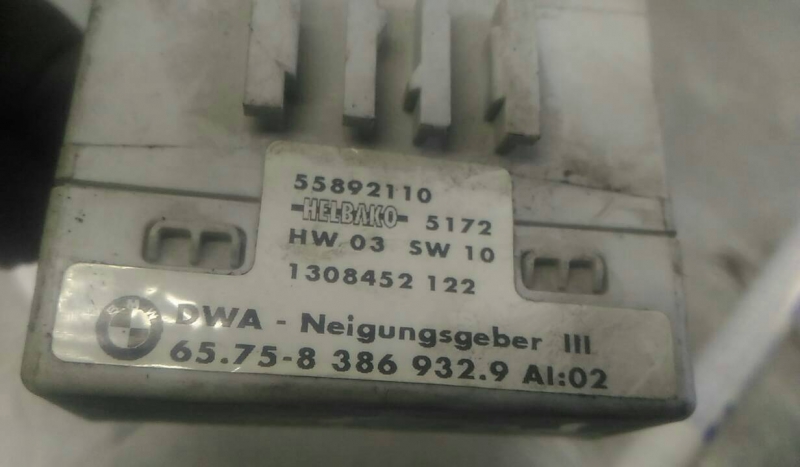 55892110
HELBAKO 5172
HW 03 SW 10
1308452 122
BMW DWA - Neigungsgeber III
65.75-8 386 932.9 AI:02